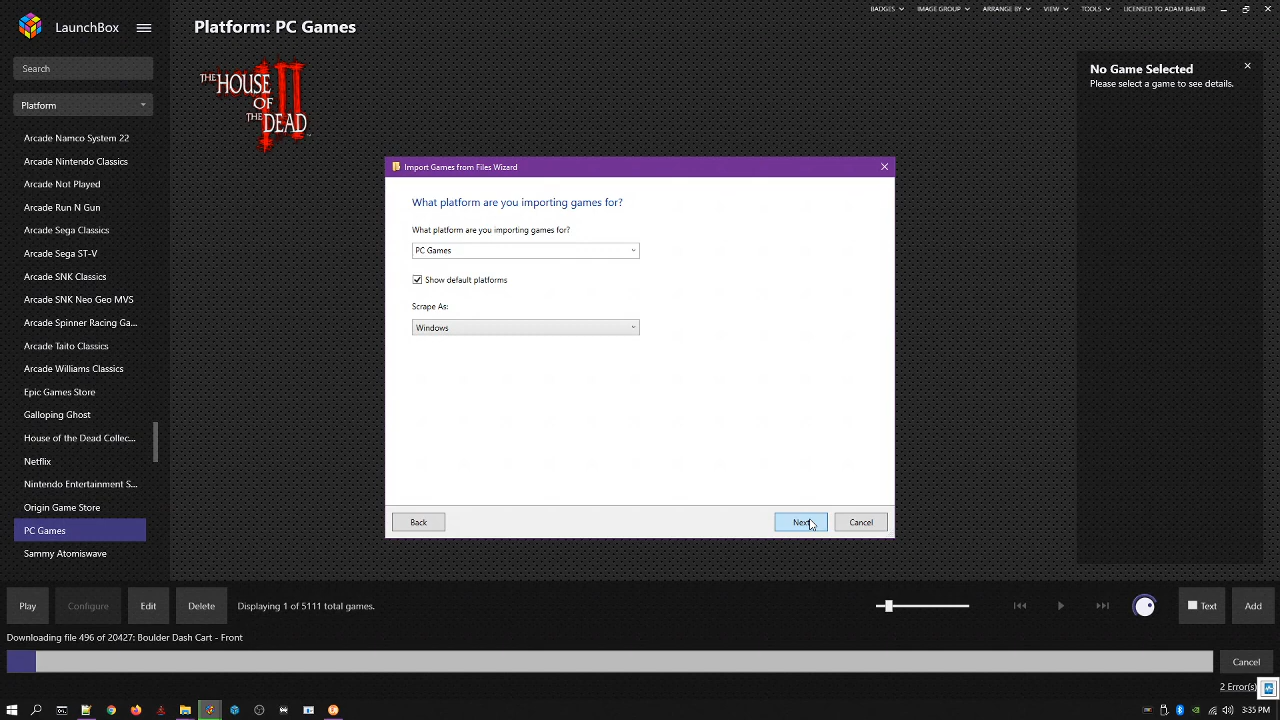 LaunchBox
Platform: PC Games
BADGES
IMAGE GROUP
ARRANGE BY
VIEW
TOOLS
LICENSED TO ADAM BAUER
Search
Platform
Arcade Namco System 22
Arcade Nintendo Classics
Arcade Not Played
Arcade Run N Gun
Arcade Sega Classics
Arcade Sega ST-V
Arcade SNK Classics
Arcade SNK Neo Geo MVS
Arcade Spinner Racing Ga...
Arcade Taito Classics
Arcade Williams Classics
Epic Games Store
Galloping Ghost
House of the Dead Collec...
Netflix
Nintendo Entertainment S...
Origin Game Store
PC Games
Sammy Atomiswave
THE HOUSE
OF
THE DEAD
III
Import Games from Files Wizard
What platform are you importing games for?
What platform are you importing games for?
PC Games
Show default platforms
Scrape As:
Windows
Back
Next
Cancel
No Game Selected
Please select a game to see details.
Play
Configure
Edit
Delete
Displaying 1 of 5111 total games.
Text
Add
Downloading file 496 of 20427: Boulder Dash Cart - Front
Cancel
2 Error(s)
3:35 PM